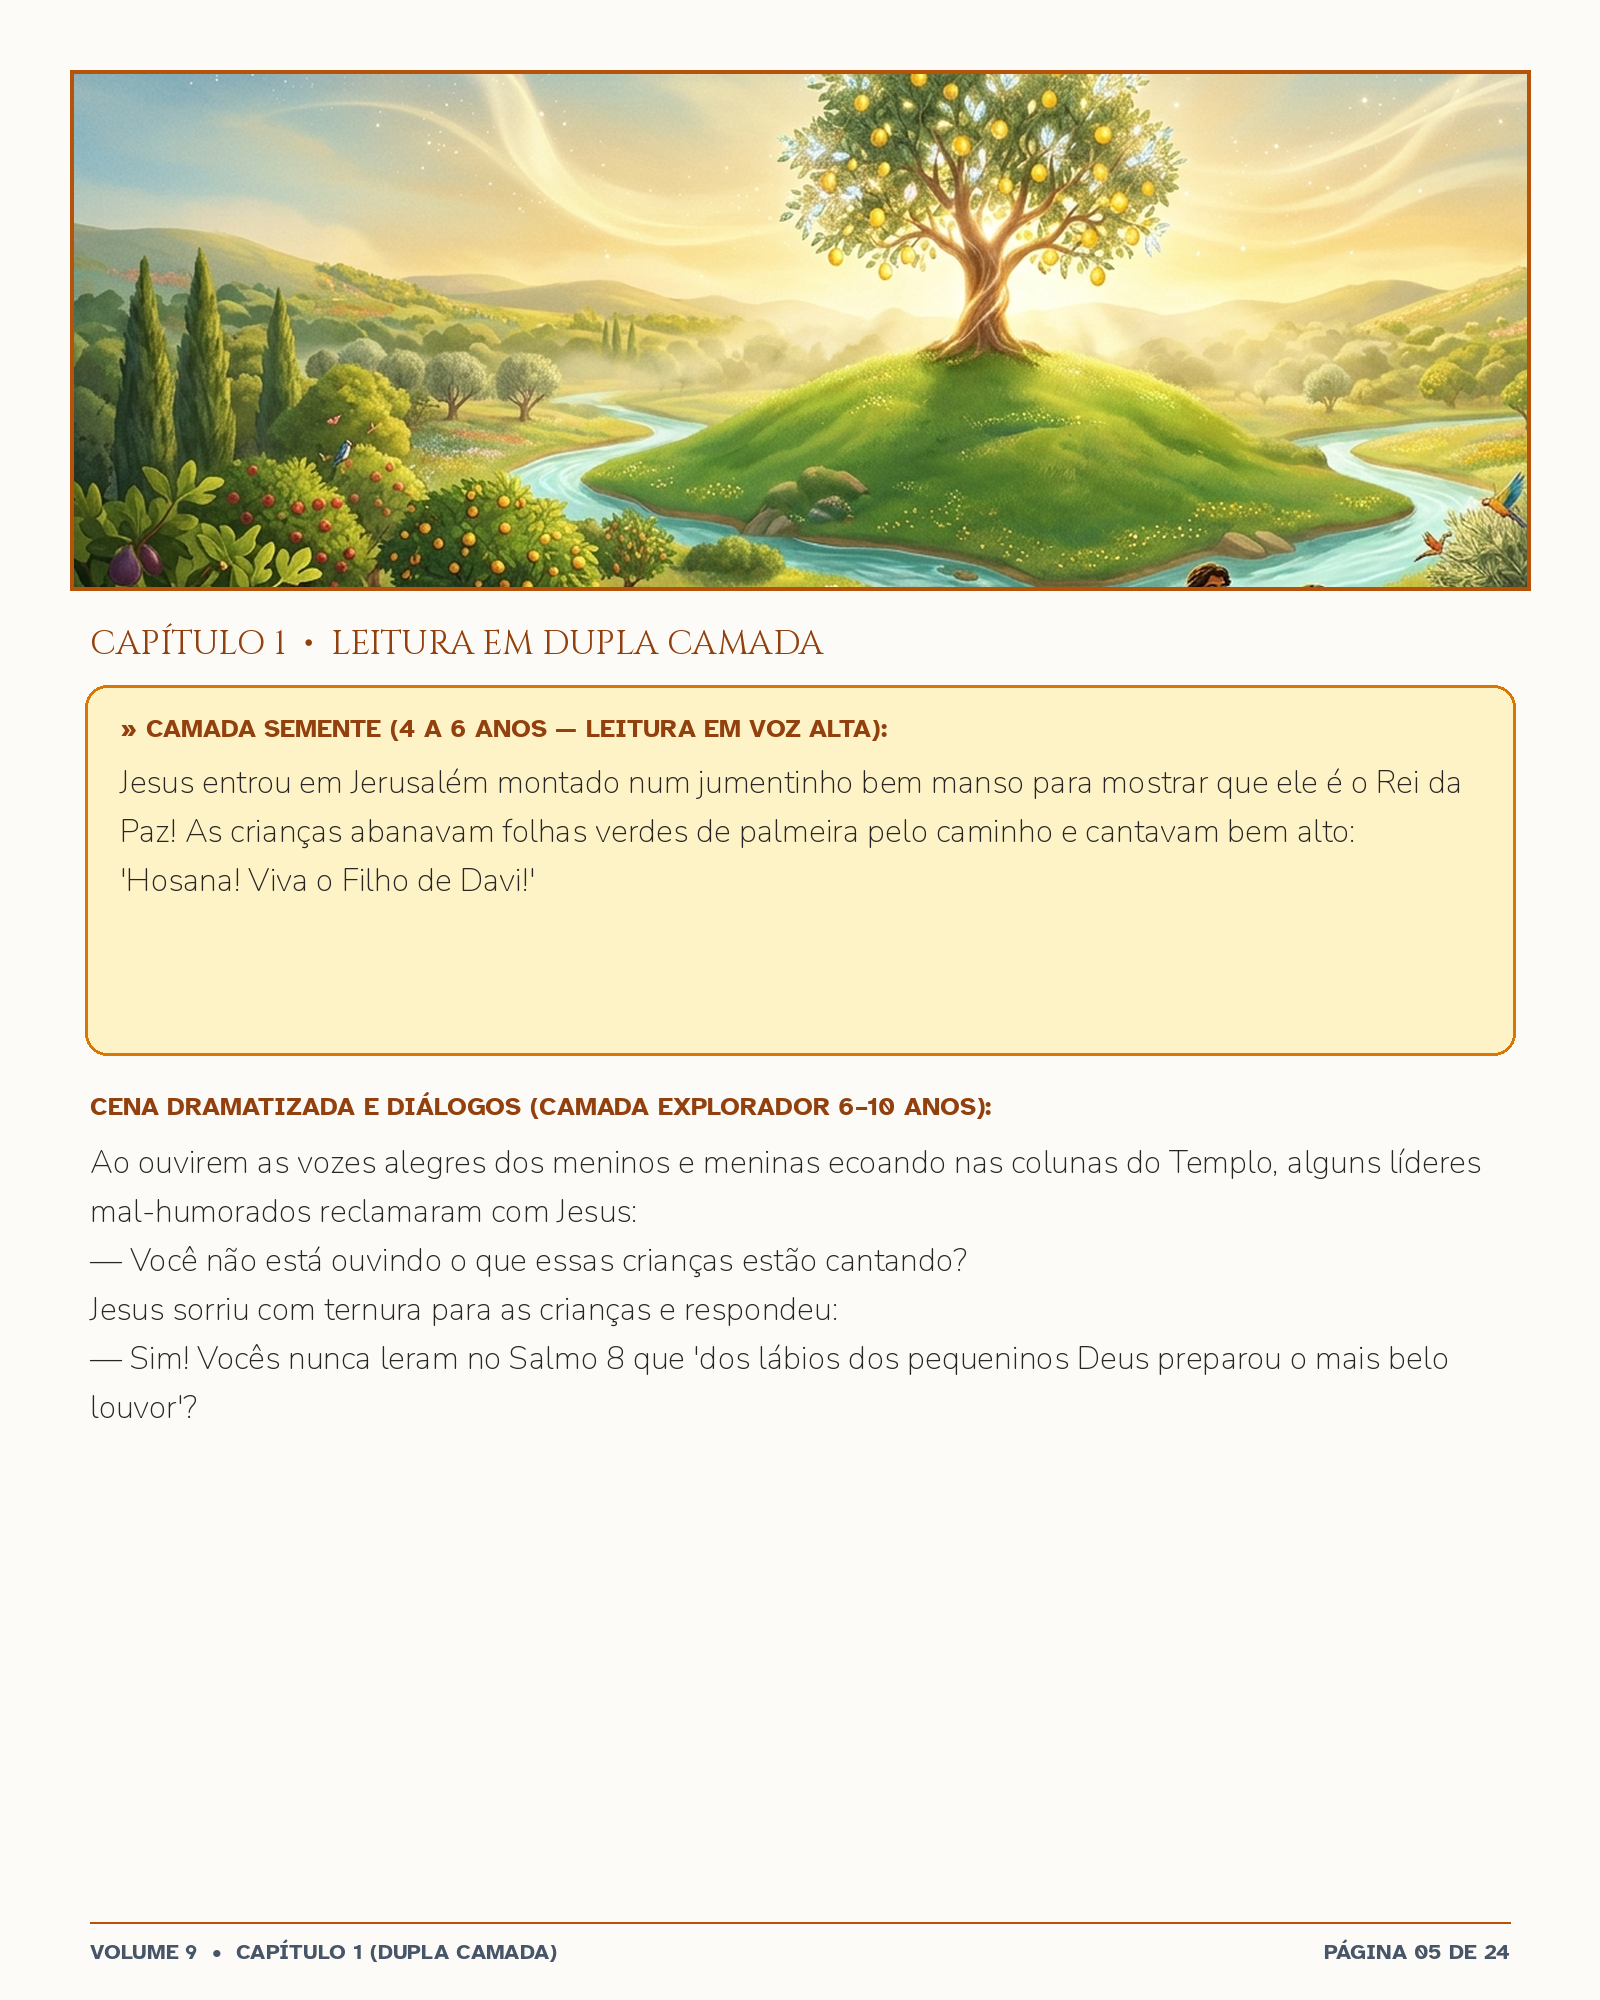 CAPÍTULO 1 • LEITURA EM DUPLA CAMADA
» CAMADA SEMENTE (4 A 6 ANOS — LEITURA EM VOZ ALTA):
Jesus entrou em Jerusalém montado num jumentinho bem manso para mostrar que ele é o Rei da
Paz! As crianças abanavam folhas verdes de palmeira pelo caminho e cantavam bem alto:
'Hosana! Viva o Filho de Davi!'
CENA DRAMATIZADA E DIÁLOGOS (CAMADA EXPLORADOR 6–10 ANOS):
Ao ouvirem as vozes alegres dos meninos e meninas ecoando nas colunas do Templo, alguns líderes
mal-humorados reclamaram com Jesus:
— Você não está ouvindo o que essas crianças estão cantando?
Jesus sorriu com ternura para as crianças e respondeu:
— Sim! Vocês nunca leram no Salmo 8 que 'dos lábios dos pequeninos Deus preparou o mais belo
louvor'?
VOLUME 9 • CAPÍTULO 1 (DUPLA CAMADA)
PÁGINA 05 DE 24